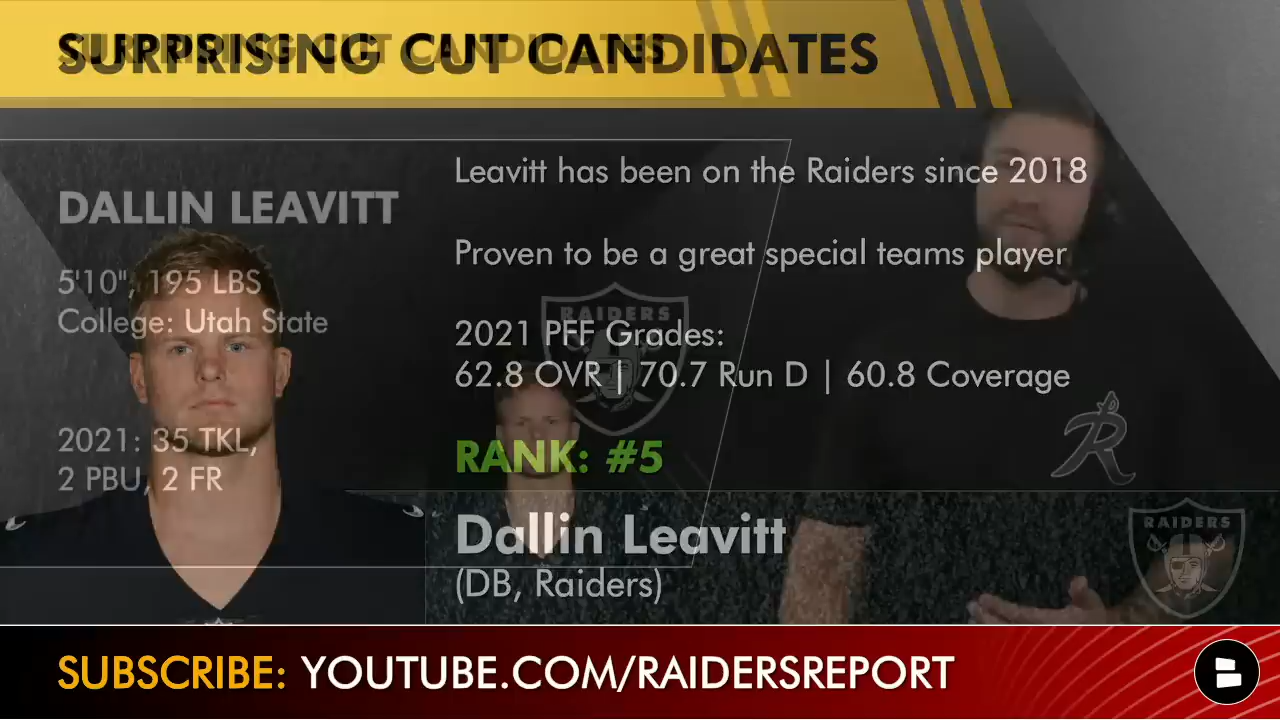 SURPRISING CUT CANDIDATES
SURPRISING CUT CANDIDATES
DALLIN LEAVITT
5'10", 195 LBS
College: Utah State
2021: 35 TKL,
2 PBU, 2 FR
Leavitt has been on the Raiders since 2018
Proven to be a great special teams player
2021 PFF Grades:
62.8 OVR | 70.7 Run D | 60.8 Coverage
RANK: #5
Dallin Leavitt
(DB, Raiders)
RAIDERS
R
RAIDERS
SUBSCRIBE: YOUTUBE.COM/RAIDERSREPORT